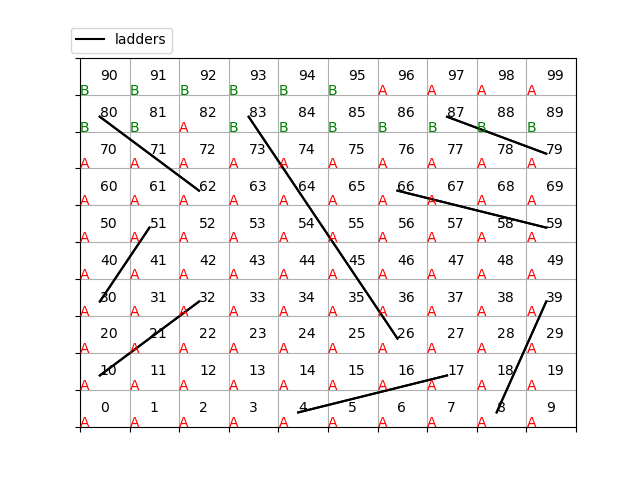 ladders
90 91 92 93 94 95 96 97 98 99
B B B B B B A A A A
80 81 82 83 84 85 86 87 88 89
B B A B B B B B B B
70 71 72 73 74 75 76 77 78 79
A A A A A A A A A A
60 61 62 63 64 65 66 67 68 69
A A A A A A A A A A
50 51 52 53 54 55 56 57 58 59
A A A A A A A A A A
40 41 42 43 44 45 46 47 48 49
A A A A A A A A A A
30 31 32 33 34 35 36 37 38 39
A A A A A A A A A A
20 21 22 23 24 25 26 27 28 29
A A A A A A A A A A
10 11 12 13 14 15 16 17 18 19
A A A A A A A A A A
0 1 2 3 4 5 6 7 8 9
A A A A A A A A A A